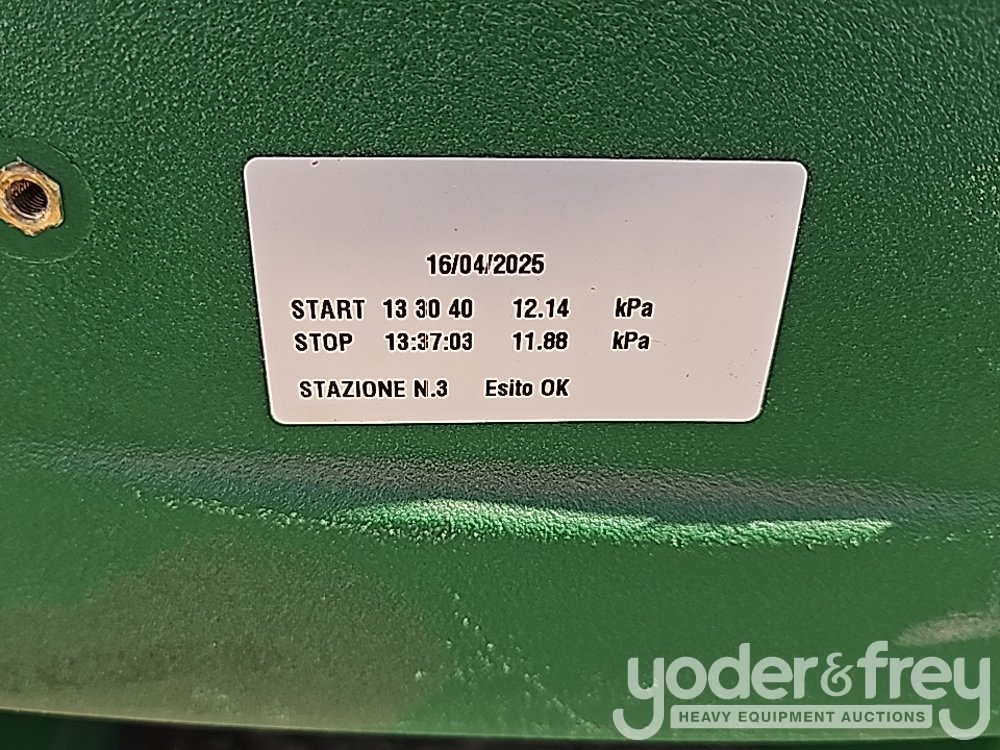 16/04/2025
START 13 30 40 12.14 kPa
STOP 13:37:03 11.88 kPa
STAZIONE N.3 Esito OK
yoder&frey
HEAVY EQUIPMENT AUCTIONS